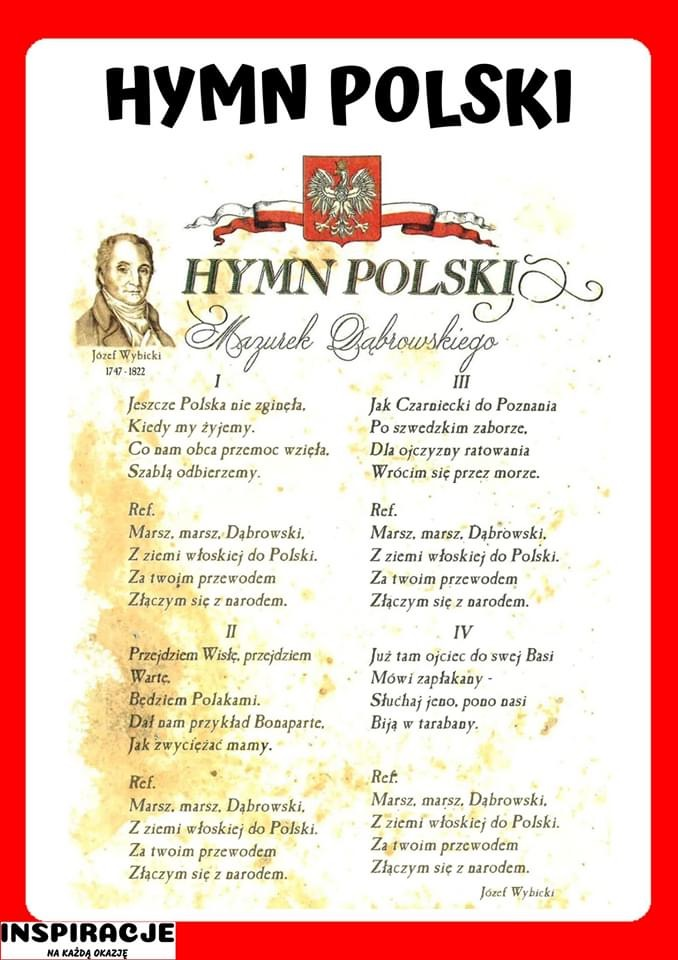 HYMN POLSKI
HYMN POLSKI
Mazurek Dąbrowskiego
Józef Wybicki
1747 - 1822
I
Jeszcze Polska nie zginęła,
Kiedy my żyjemy.
Co nam obca przemoc wzięła,
Szablą odbierzemy.
Ref.
Marsz, marsz, Dąbrowski,
Z ziemi włoskiej do Polski.
Za twojm przewodem
Złączym się z narodem.
II
Przejdziem Wisłę, przejdziem
Wartę,
Będziem Polakami.
Dał nam przykład Bonaparte,
Jak zwyciężać mamy.
Ref.
Marsz, marsz, Dąbrowski,
Z ziemi włoskiej do Polski.
Za twoim przewodem
Złączym się z narodem.
III
Jak Czarniecki do Poznania
Po szwedzkim zaborze,
Dla ojczyzny ratowania
Wrócim się przez morze.
Ref.
Marsz, marsz, Dąbrowski,
Z ziemi włoskiej do Polski.
Za twoim przewodem
Złączym się z narodem.
IV
Już tam ojciec do swej Basi
Mówi zapłakany -
Słuchaj jeno, pono nasi
Biją w tarabany.
Ref.
Marsz, marsz, Dąbrowski,
Z ziemi włoskiej do Polski.
Za twoim przewodem
Złączym się z narodem.
Józef Wybicki
INSPIRACJE
NA KAŻDĄ OKAZJĘ